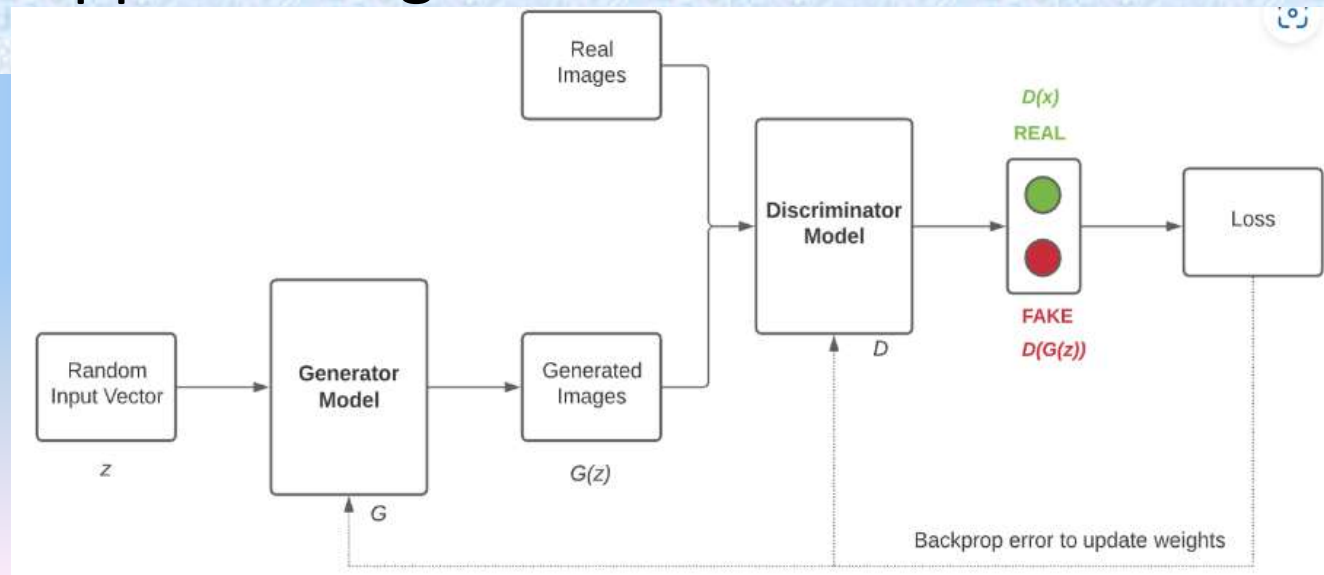 Real
Images
D(x)
REAL
Discriminator
Model
Loss
FAKE
D(G(z))
D
Random
Input Vector
z
Generator
Model
G
Generated
Images
G(z)
Backprop error to update weights